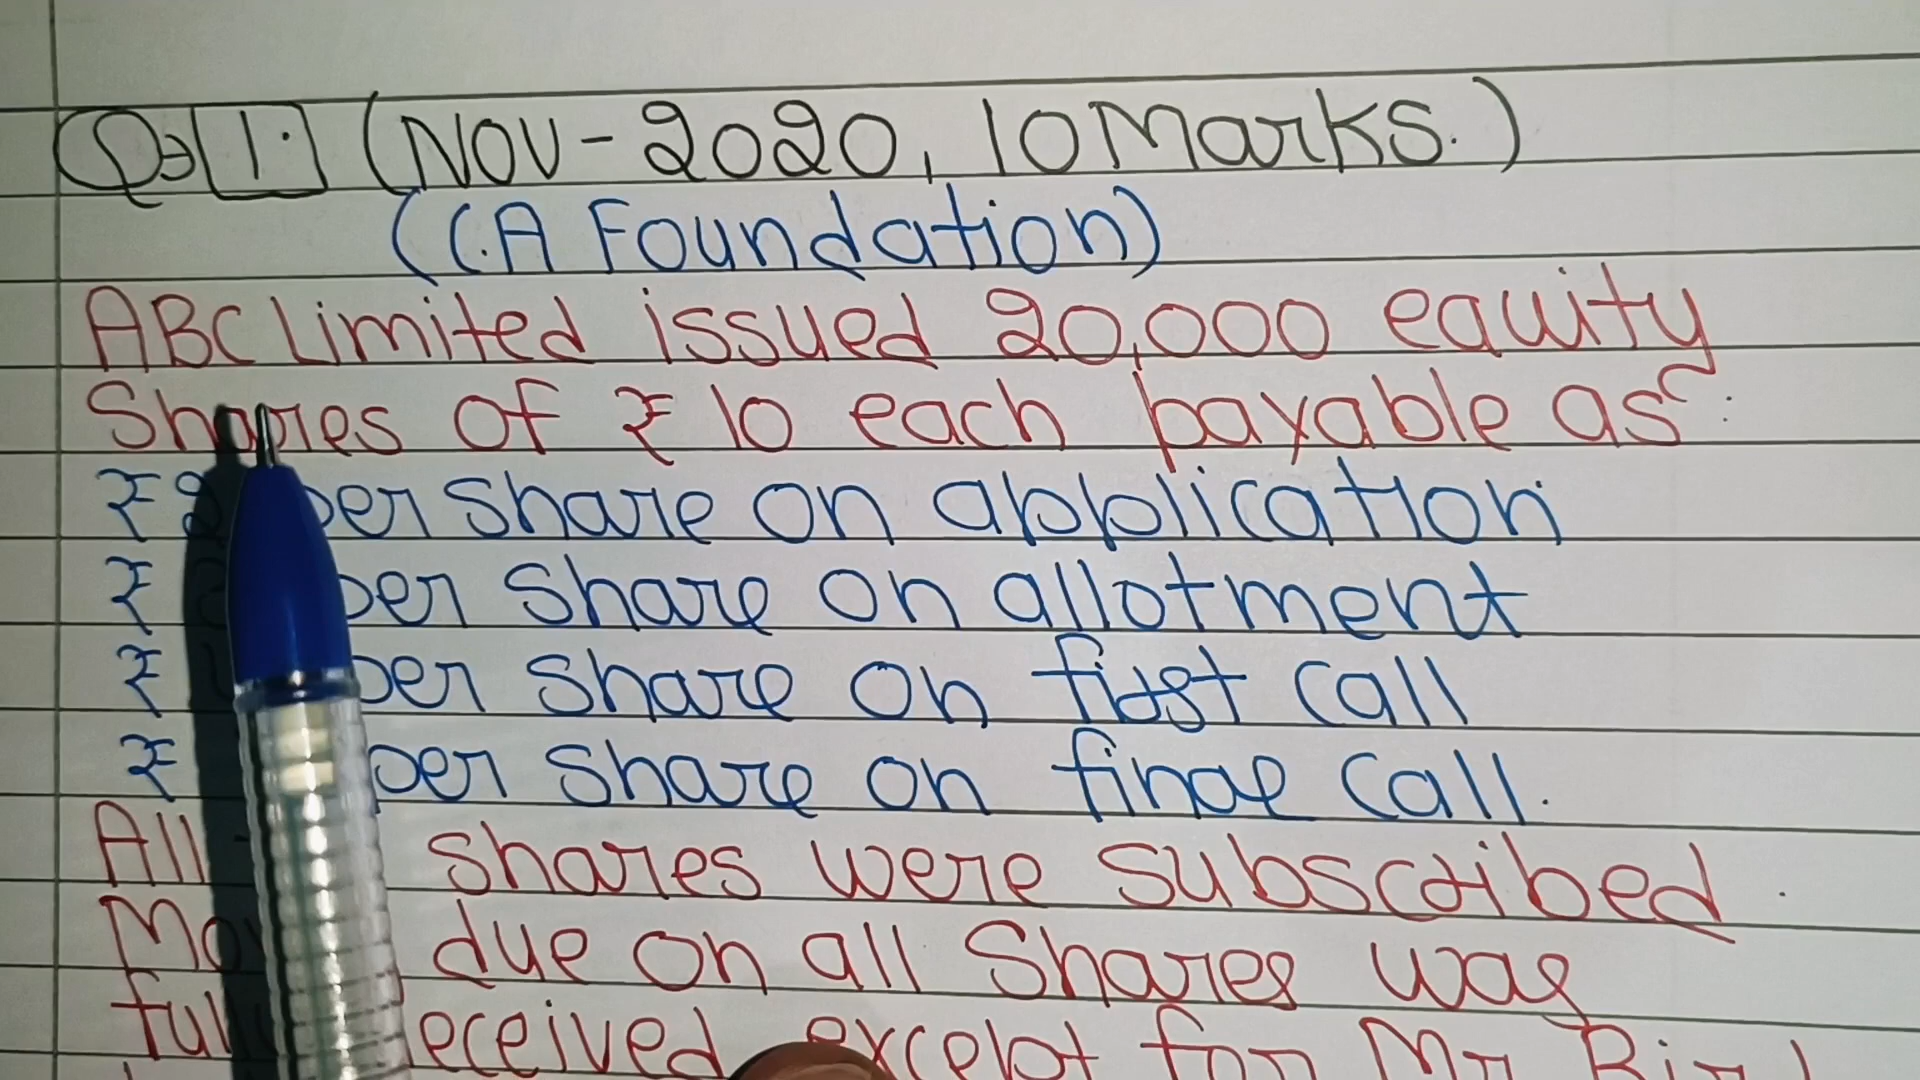 Q→ 1. (NOV-2020, 10 Marks.)
(C.A Foundation)
ABC Limited issued 20,000 equity
Shares of ₹ 10 each payable as:
₹ per share on application
₹ per share on allotment
₹ per share on first call
₹ per share on final call.
All shares were subscribed.
due on all Shares was
received except for Mr